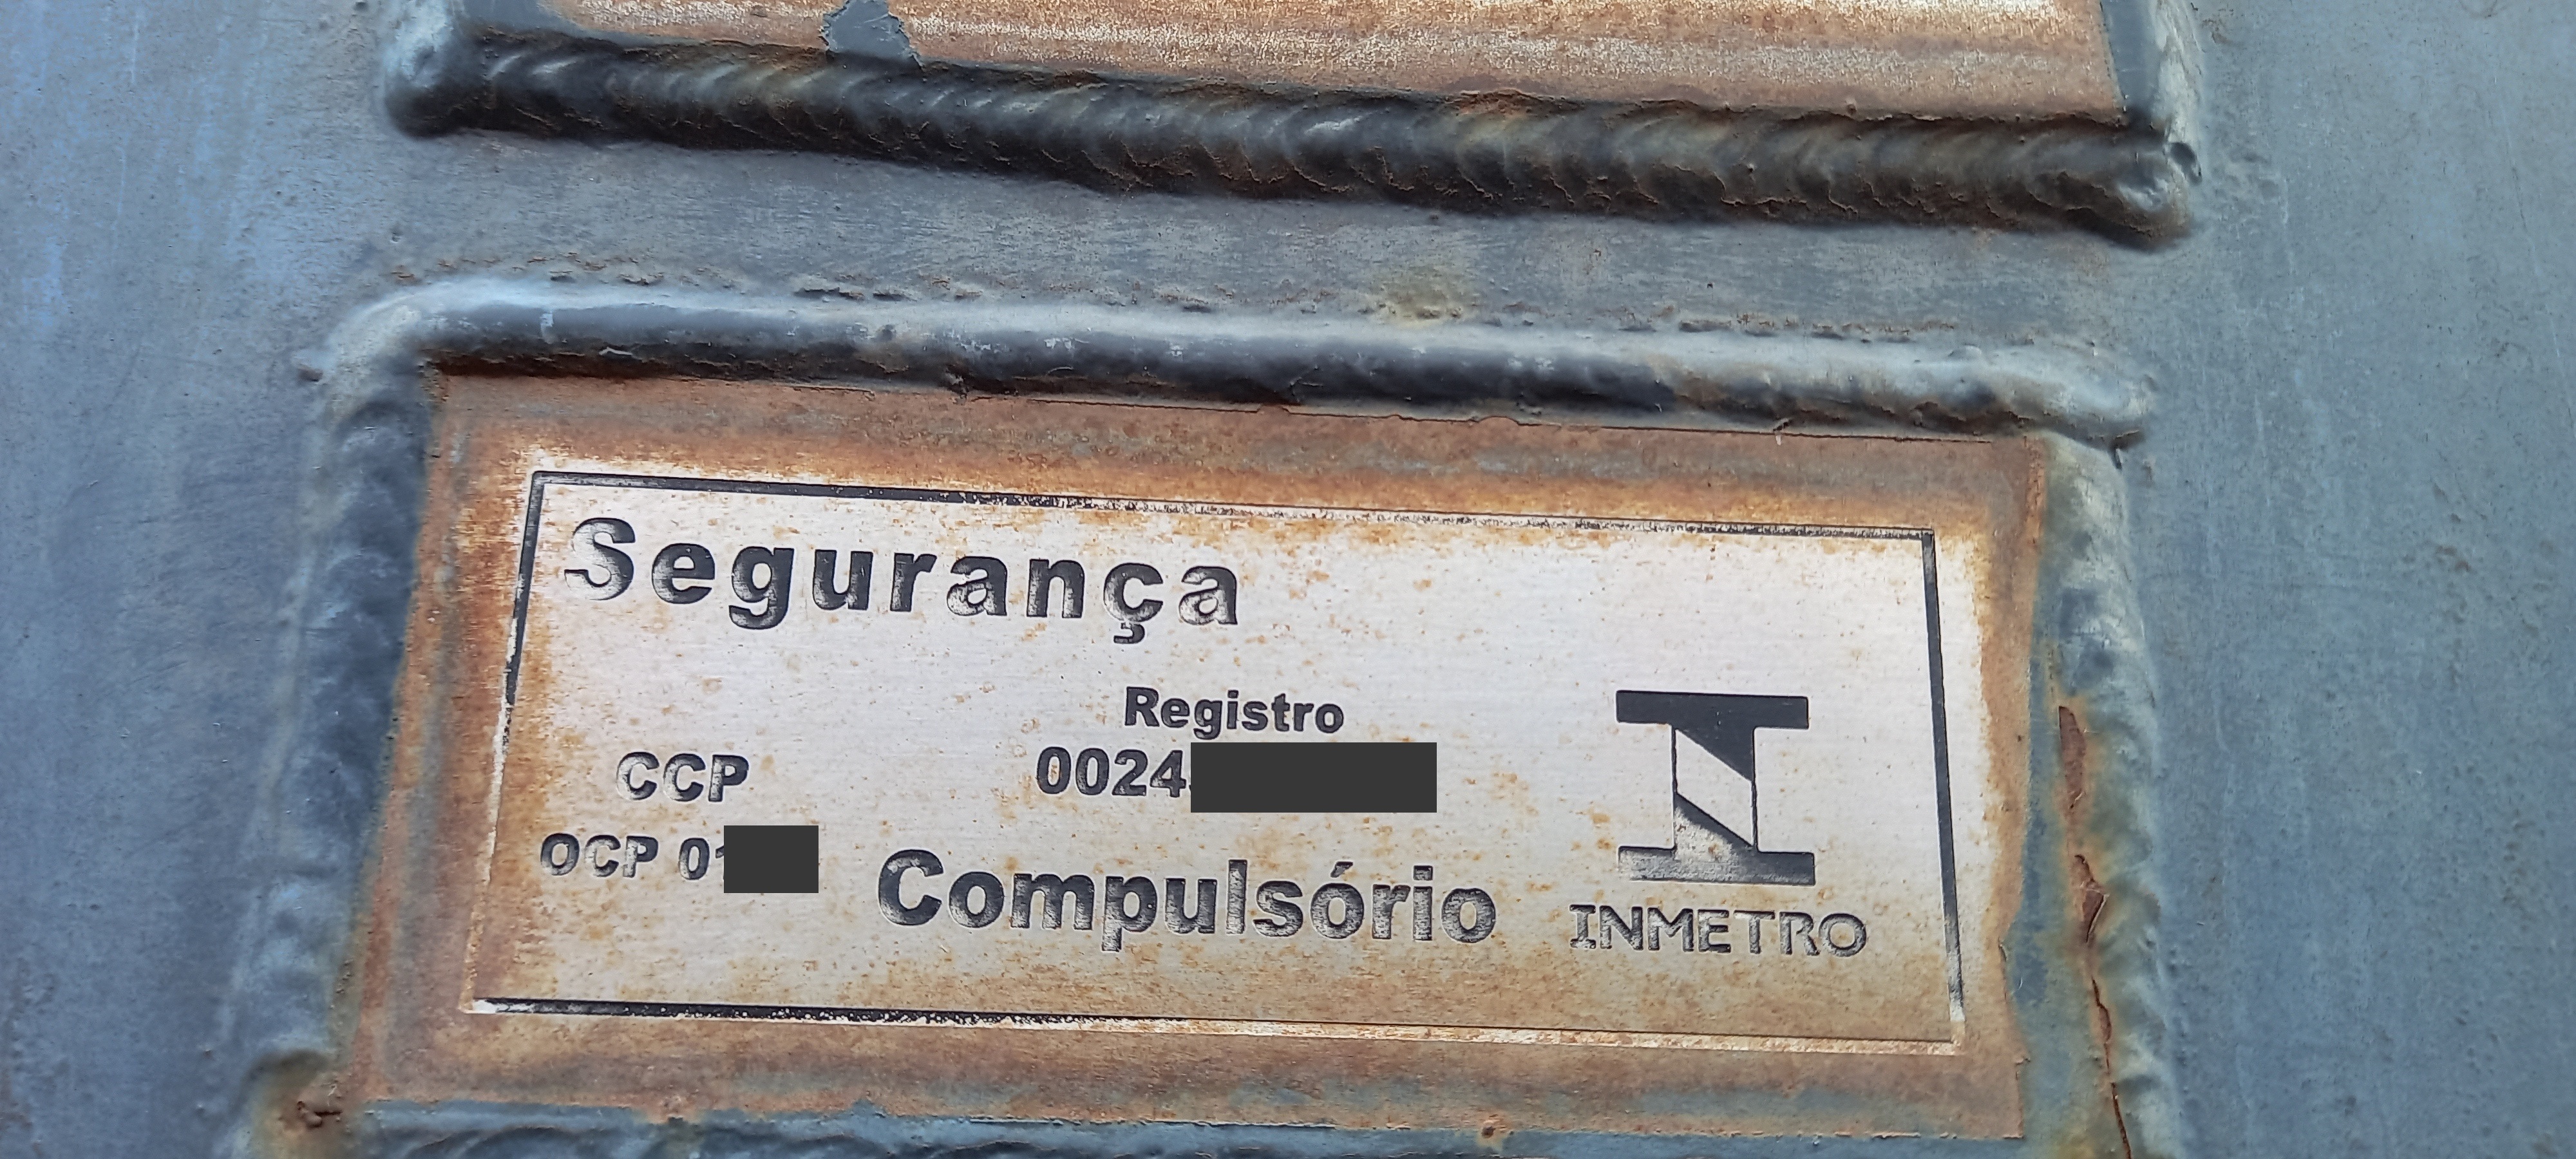 Segurança
Registro
0024
CCP
OCP 01
Compulsório
INMETRO